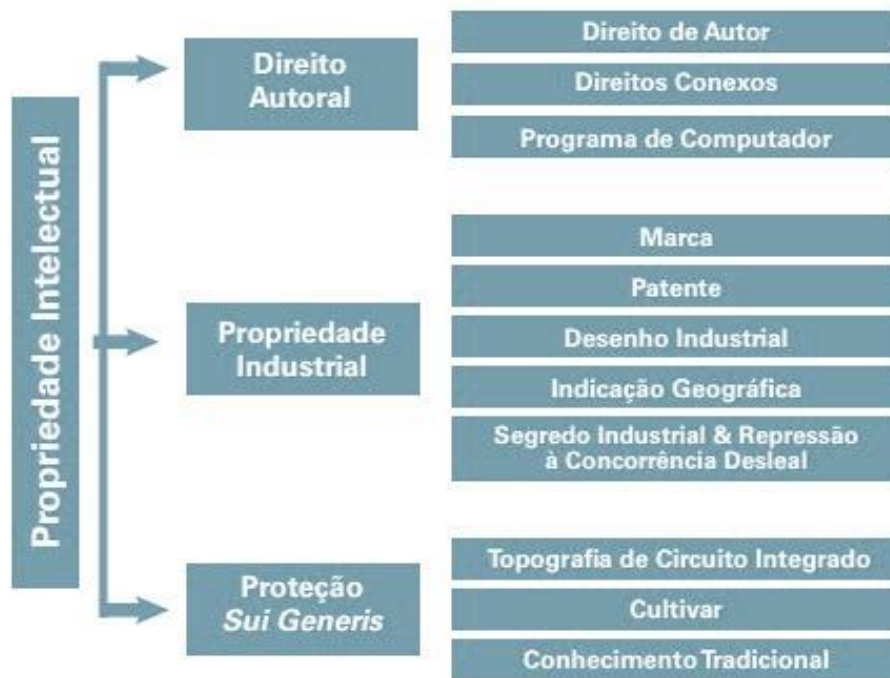 Propriedade Intelectual
Direito
Autoral
Direito de Autor
Direitos Conexos
Programa de Computador
Propriedade
Industrial
Marca
Patente
Desenho Industrial
Indicação Geográfica
Segredo Industrial & Repressão
à Concorrência Desleal
Proteção
Sui Generis
Topografia de Circuito Integrado
Cultivar
Conhecimento Tradicional